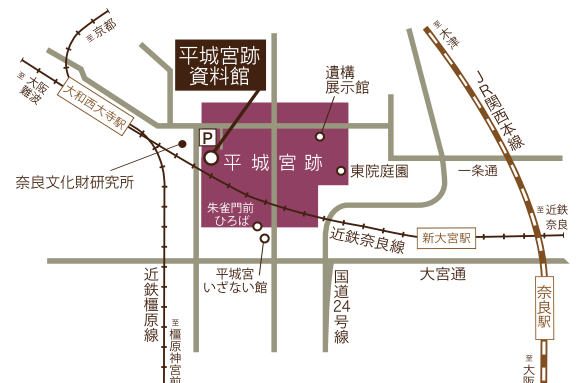 至京都
至木津
平城宮跡
資料館
至大阪
難波
大和西大寺駅
遺構
展示館
JR関西本線
P
平城宮跡
東院庭園
一条通
奈良文化財研究所
朱雀門前
ひろば
至近鉄
奈良
近鉄奈良線
新大宮駅
平城宮
いざない館
大宮通
近鉄橿原線
国道24号線
奈良駅
至橿原神宮前
至大阪